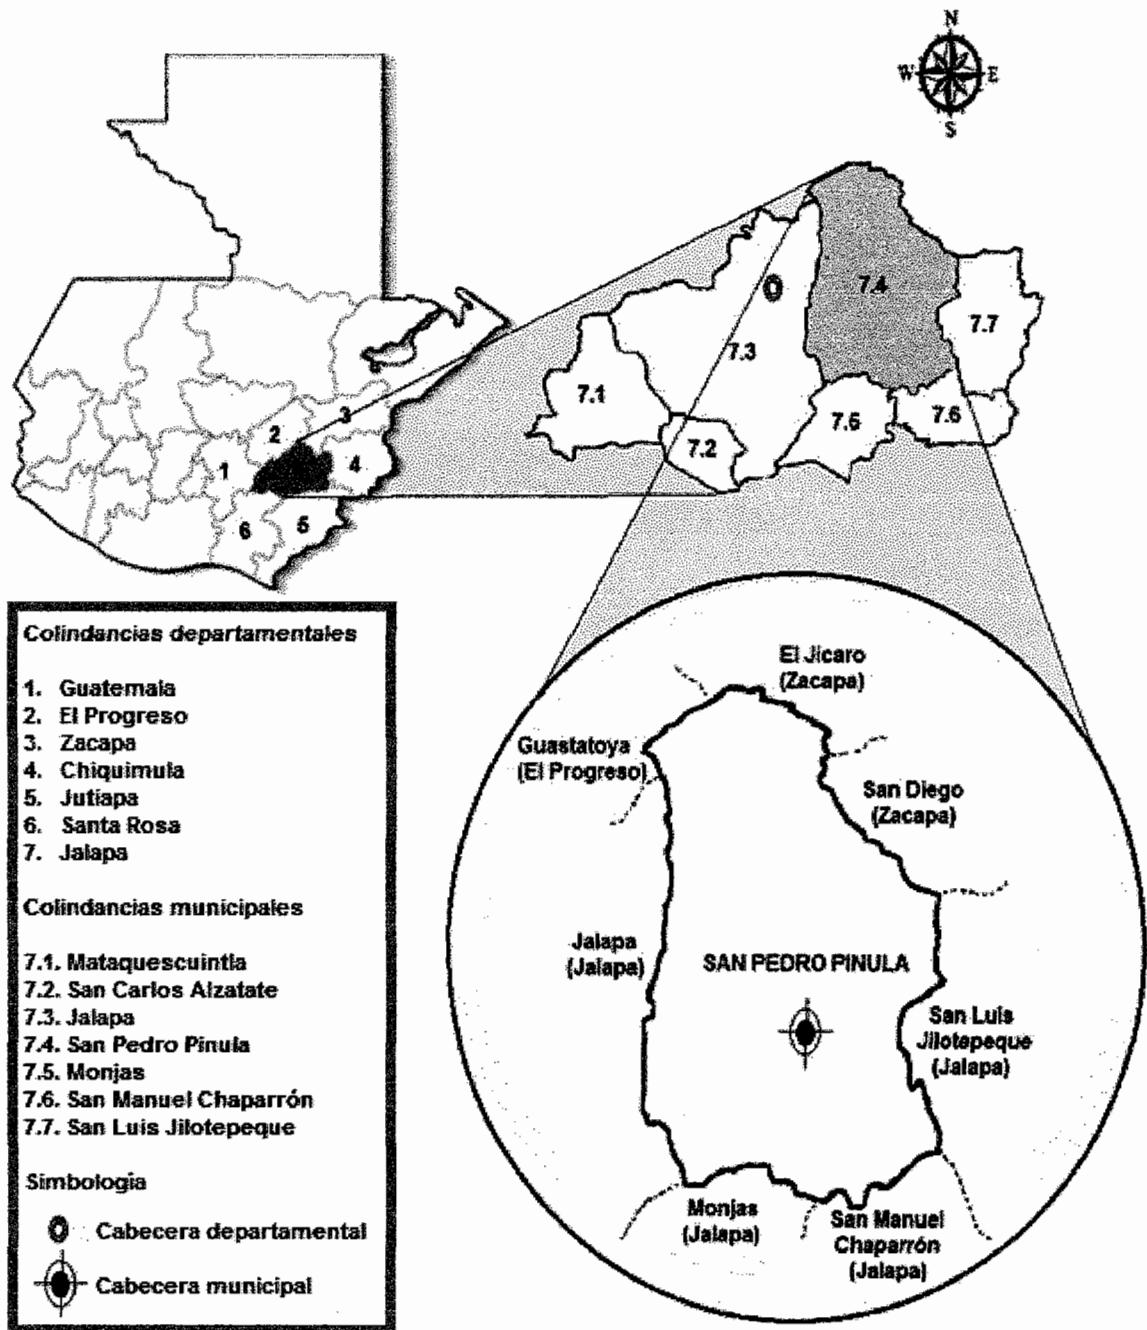 N
W E
S
7.4
7.7
7.3
7.1
7.6
7.6
7.2
3
2
1
4
6
5
Colindancias departamentales
1. Guatemala
2. El Progreso
3. Zacapa
4. Chiquimula
5. Jutiapa
6. Santa Rosa
7. Jalapa
Colindancias municipales
7.1. Mataquescuintla
7.2. San Carlos Alzatate
7.3. Jalapa
7.4. San Pedro Pinula
7.5. Monjas
7.6. San Manuel Chaparrón
7.7. San Luis Jilotepeque
Simbología
Cabecera departamental
Cabecera municipal
El Jicaro
(Zacapa)
Guastatoya
(El Progreso)
San Diego
(Zacapa)
Jalapa
(Jalapa)
SAN PEDRO PINULA
San Luis
Jilotepeque
(Jalapa)
Monjas
(Jalapa)
San Manuel
Chaparrón
(Jalapa)